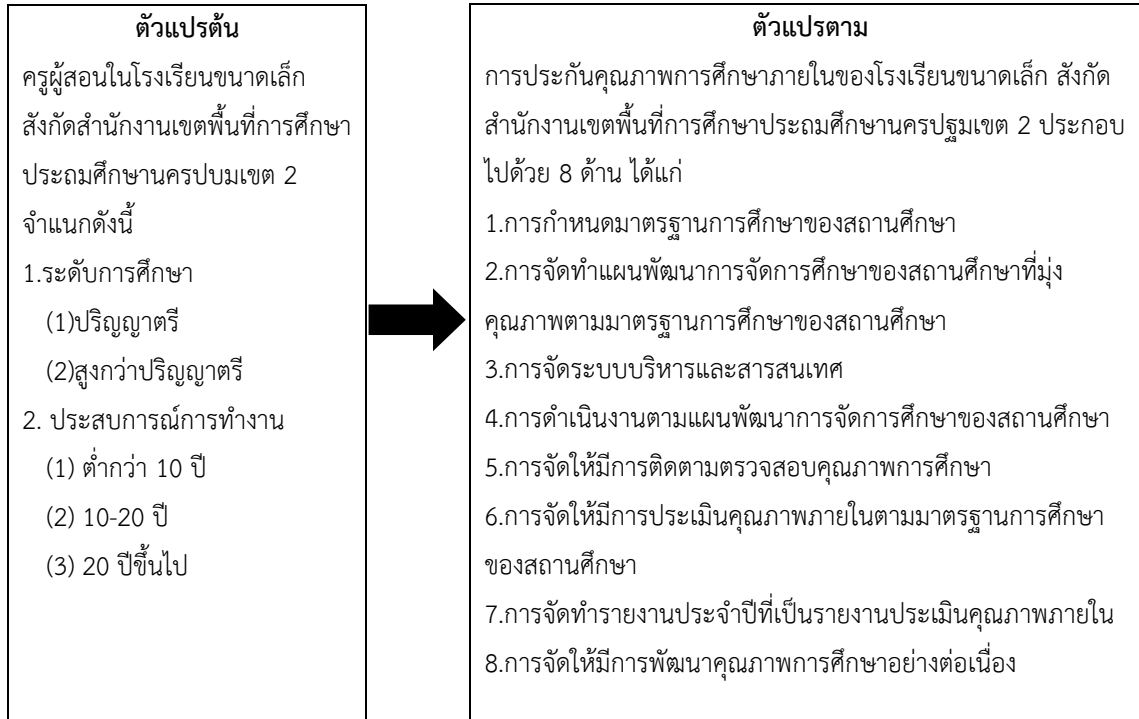 ตัวแปรต้น
ครูผู้สอนในโรงเรียนขนาดเล็ก
สังกัดสำนักงานเขตพื้นที่การศึกษา
ประถมศึกษานครปบมเขต 2
จำแนกดังนี้
1.ระดับการศึกษา
(1)ปริญญาตรี
(2)สูงกว่าปริญญาตรี
2. ประสบการณ์การทำงาน
(1) ต่ำกว่า 10 ปี
(2) 10-20 ปี
(3) 20 ปีขึ้นไป
ตัวแปรตาม
การประกันคุณภาพการศึกษาภายในของโรงเรียนขนาดเล็ก สังกัด
สำนักงานเขตพื้นที่การศึกษาประถมศึกษานครปฐมเขต 2 ประกอบ
ไปด้วย 8 ด้าน ได้แก่
1.การกำหนดมาตรฐานการศึกษาของสถานศึกษา
2.การจัดทำแผนพัฒนาการจัดการศึกษาของสถานศึกษาที่มุ่ง
คุณภาพตามมาตรฐานการศึกษาของสถานศึกษา
3.การจัดระบบบริหารและสารสนเทศ
4.การดำเนินงานตามแผนพัฒนาการจัดการศึกษาของสถานศึกษา
5.การจัดให้มีการติดตามตรวจสอบคุณภาพการศึกษา
6.การจัดให้มีการประเมินคุณภาพภายในตามมาตรฐานการศึกษา
ของสถานศึกษา
7.การจัดทำรายงานประจำปีที่เป็นรายงานประเมินคุณภาพภายใน
8.การจัดให้มีการพัฒนาคุณภาพการศึกษาอย่างต่อเนื่อง